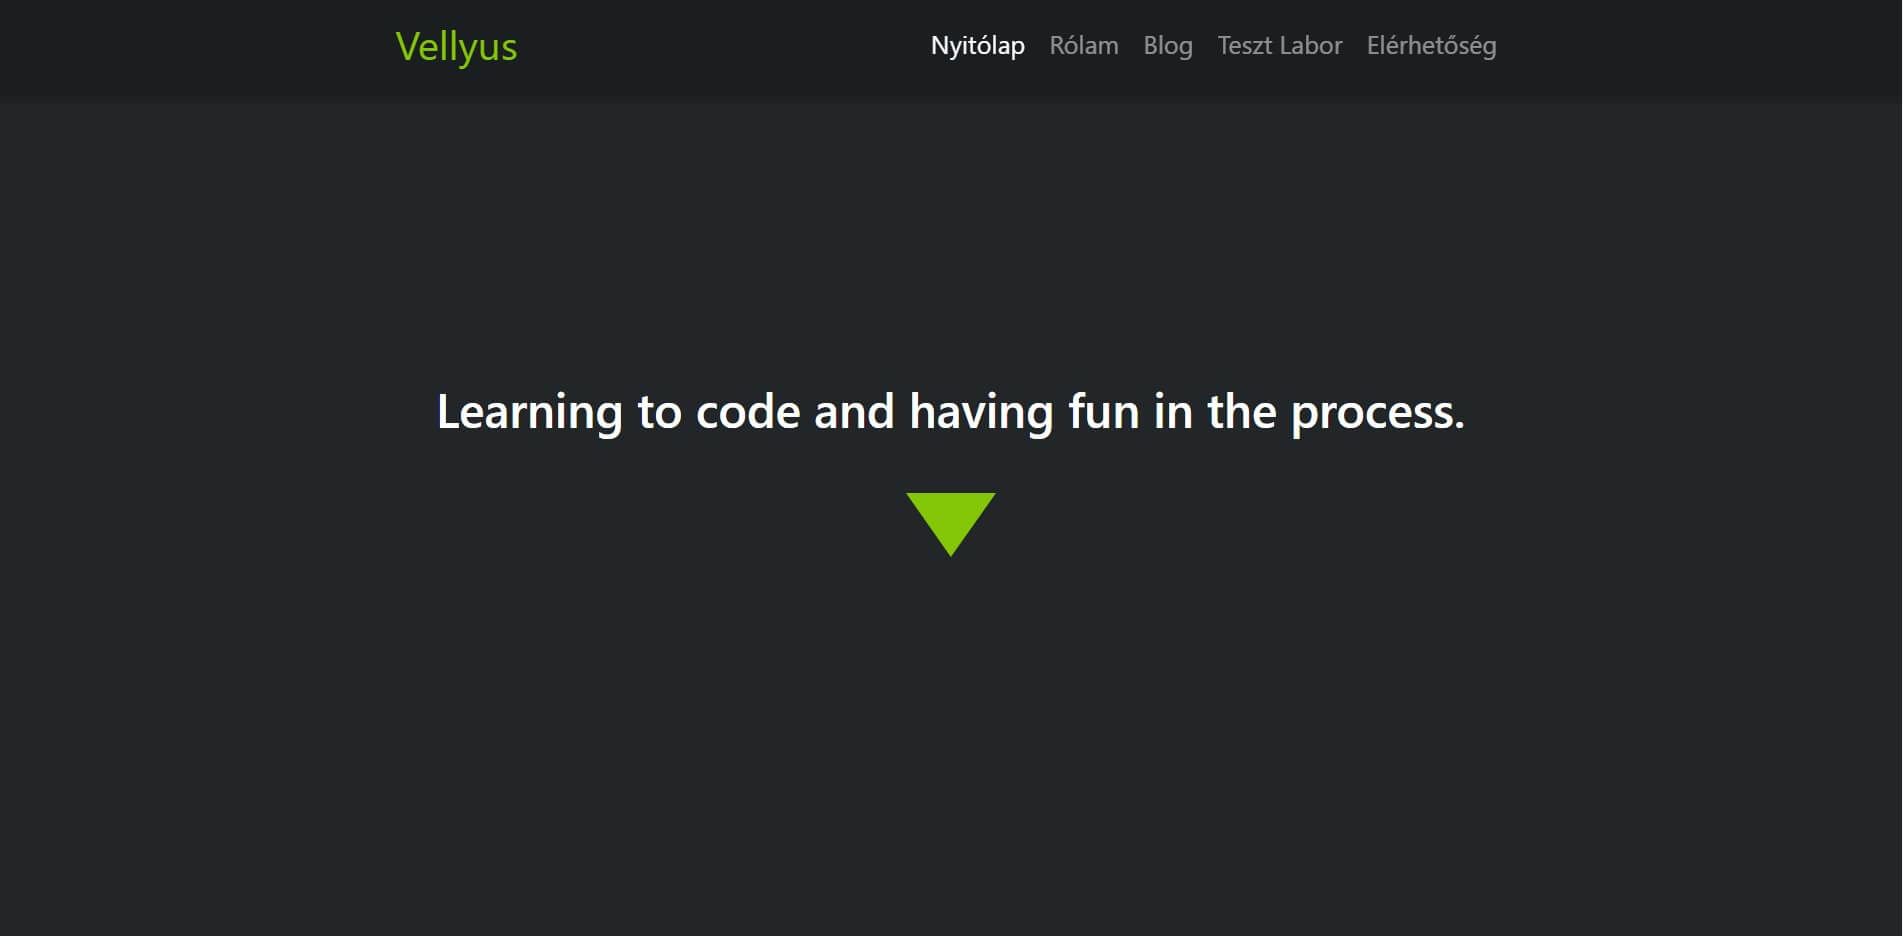 Vellyus
Nyitólap Rólam Blog Teszt Labor Elérhetőség
Learning to code and having fun in the process.